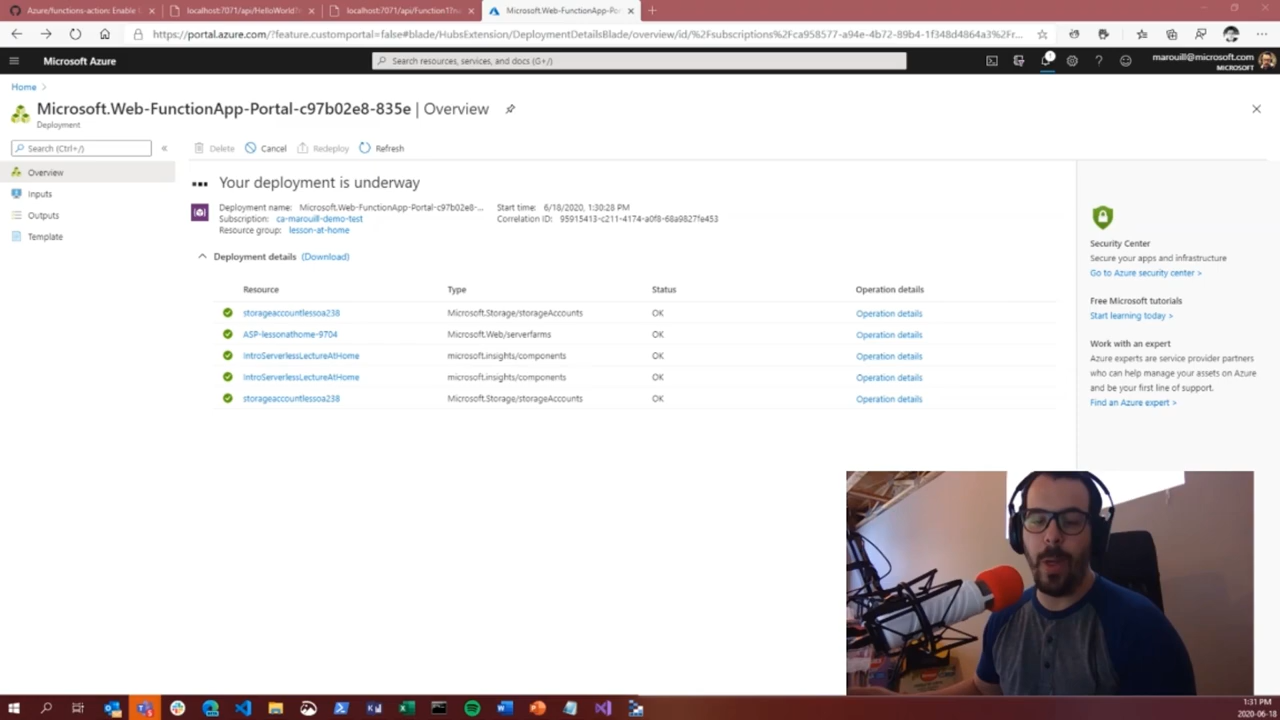 Azure/functions-action: Enable
localhost:7071/api/HelloWorldT
localhost:7071/api/Function1?na
Microsoft.Web-FunctionApp-Por
https://portal.azure.com/?feature.customportal=false#blade/HubsExtension/DeploymentDetailsBlade/overview/id/%2Fsubscriptions%2Fca958577-a94e-4b72-89b4-1f348d4864a3%2Fr...
Microsoft Azure
Search resources, services, and docs (G+/)
1
marouill@microsoft.com
MICROSOFT
Home >
Microsoft.Web-FunctionApp-Portal-c97b02e8-835e | Overview
Deployment
Search (Ctrl+/)
«
Delete
Cancel
Redeploy
Refresh
Overview
Inputs
Outputs
Template
Your deployment is underway
Deployment name: Microsoft.Web-FunctionApp-Portal-c97b02e8-...
Start time: 6/18/2020, 1:30:28 PM
Subscription: ca-marouill-demo-test
Correlation ID: 95915413-c211-4174-a0f8-68a9827fe453
Resource group: lesson-at-home
Deployment details (Download)
Resource Type Status Operation details
storageaccountlessoa238 Microsoft.Storage/storageAccounts OK Operation details
ASP-lessonathome-9704 Microsoft.Web/serverfarms OK Operation details
IntroServerlessLectureAtHome microsoft.insights/components OK Operation details
IntroServerlessLectureAtHome microsoft.insights/components OK Operation details
storageaccountlessoa238 Microsoft.Storage/storageAccounts OK Operation details
Security Center
Secure your apps and infrastructure
Go to Azure security center >
Free Microsoft tutorials
Start learning today >
Work with an expert
Azure experts are service provider partners
who can help manage your assets on Azure
and be your first line of support.
Find an Azure expert >
1:31 PM
2020-06-18